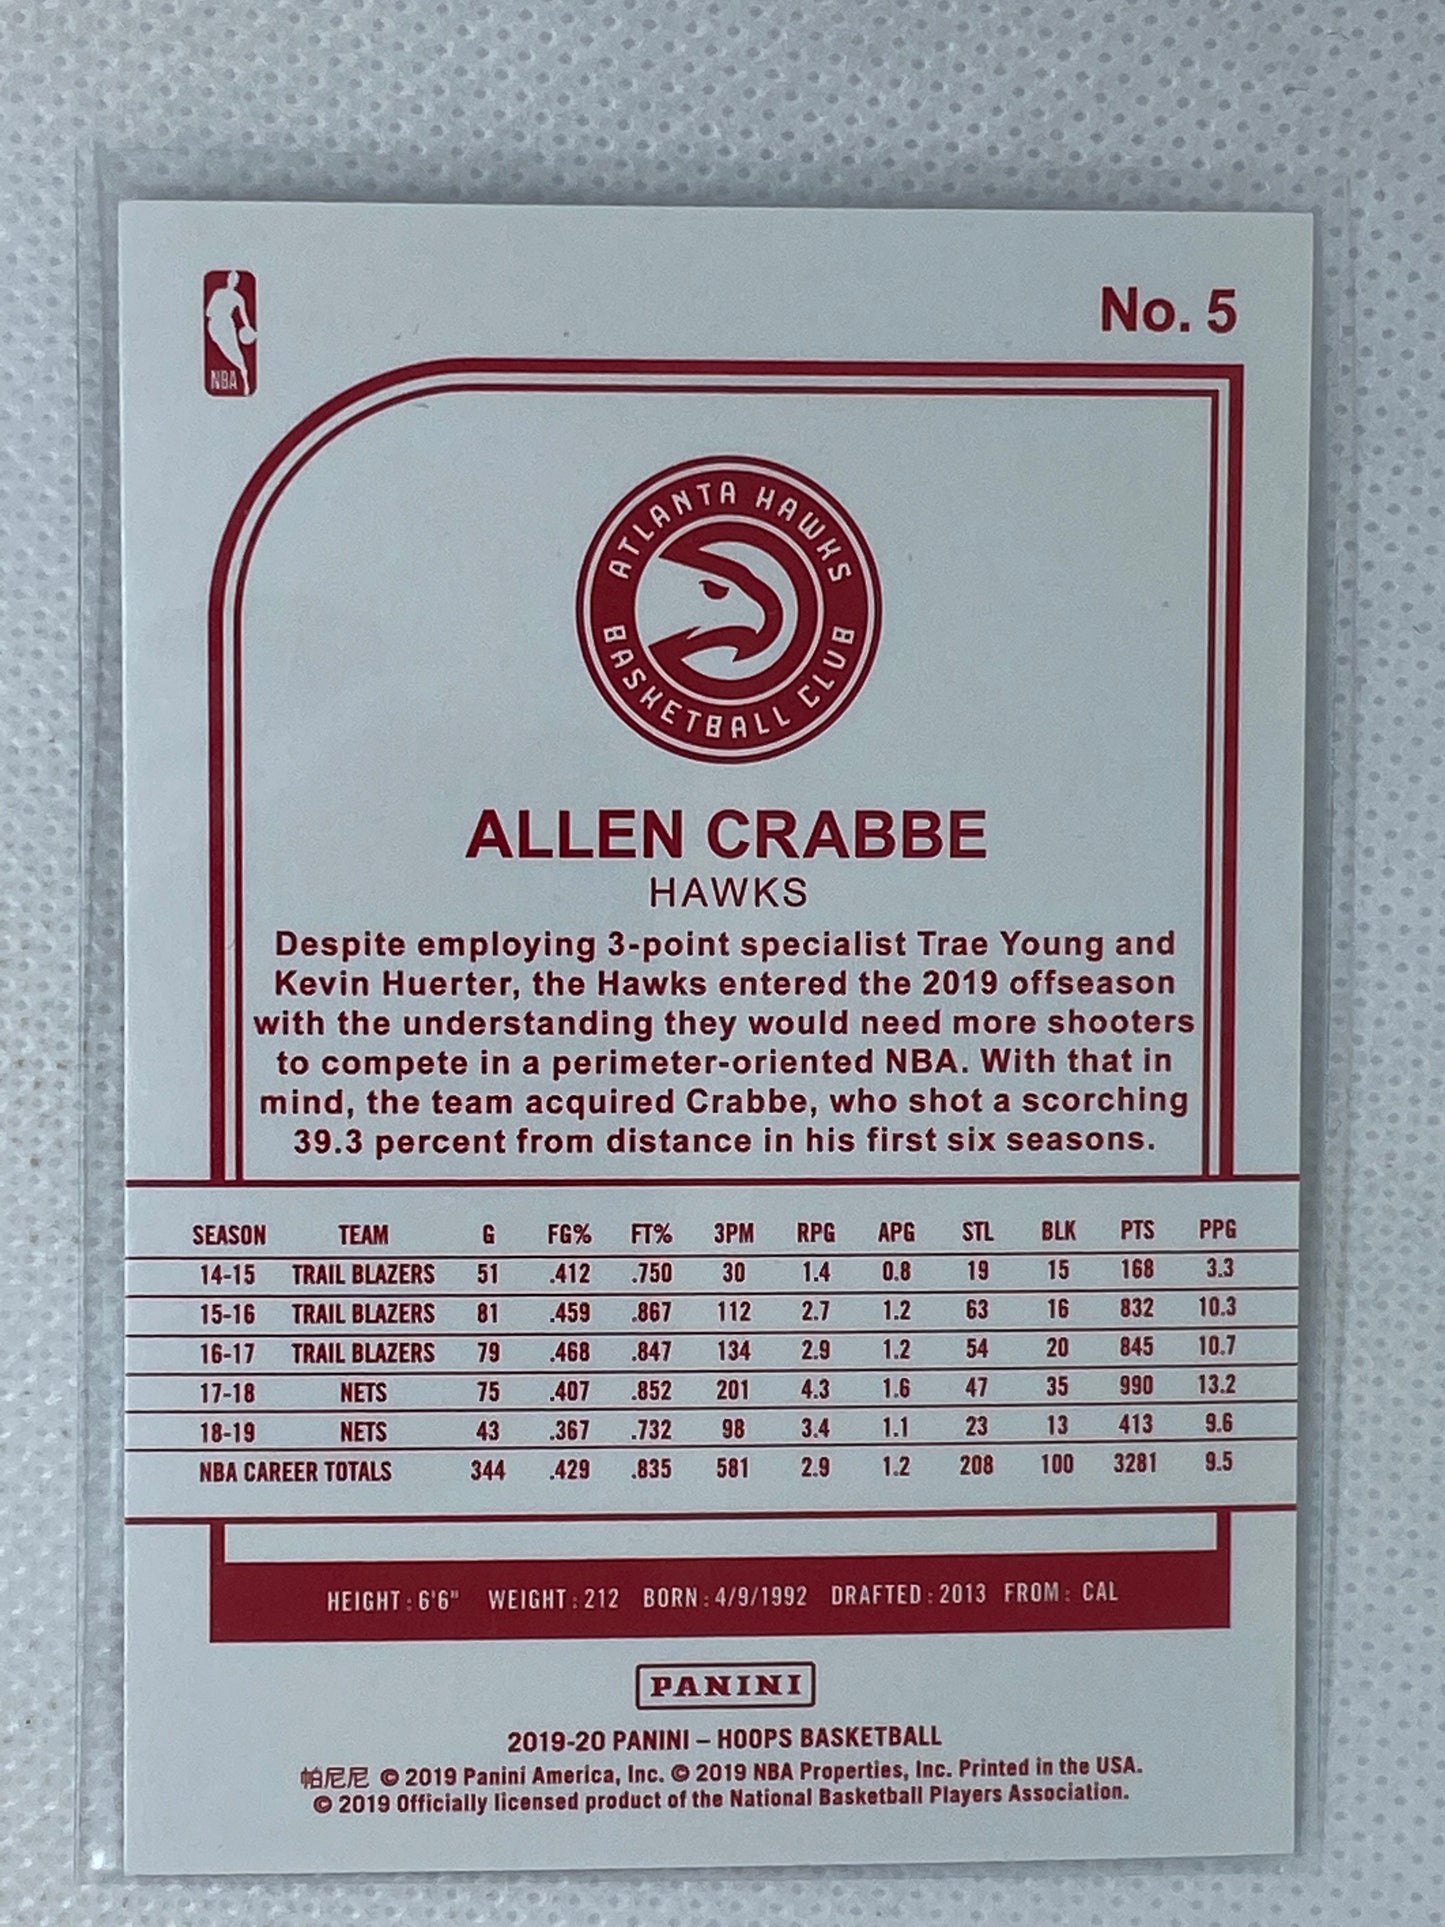 No. 5
NBA
ATLANTA HAWKS
BASKETBALL CLUB
ALLEN CRABBE
HAWKS
Despite employing 3-point specialist Trae Young and
Kevin Huerter, the Hawks entered the 2019 offseason
with the understanding they would need more shooters
to compete in a perimeter-oriented NBA. With that in
mind, the team acquired Crabbe, who shot a scorching
39.3 percent from distance in his first six seasons.
SEASON TEAM G FG% FT% 3PM RPG APG STL BLK PTS PPG
14-15 TRAIL BLAZERS 51 .412 .750 30 1.4 0.8 19 15 168 3.3
15-16 TRAIL BLAZERS 81 .459 .867 112 2.7 1.2 63 16 832 10.3
16-17 TRAIL BLAZERS 79 .468 .847 134 2.9 1.2 54 20 845 10.7
17-18 NETS 75 .407 .852 201 4.3 1.6 47 35 990 13.2
18-19 NETS 43 .367 .732 98 3.4 1.1 23 13 413 9.6
NBA CAREER TOTALS 344 .429 .835 581 2.9 1.2 208 100 3281 9.5
HEIGHT: 6'6" WEIGHT: 212 BORN: 4/9/1992 DRAFTED: 2013 FROM: CAL
PANINI
2019-20 PANINI – HOOPS BASKETBALL
帕尼尼 © 2019 Panini America, Inc. © 2019 NBA Properties, Inc. Printed in the USA.
© 2019 Officially licensed product of the National Basketball Players Association.